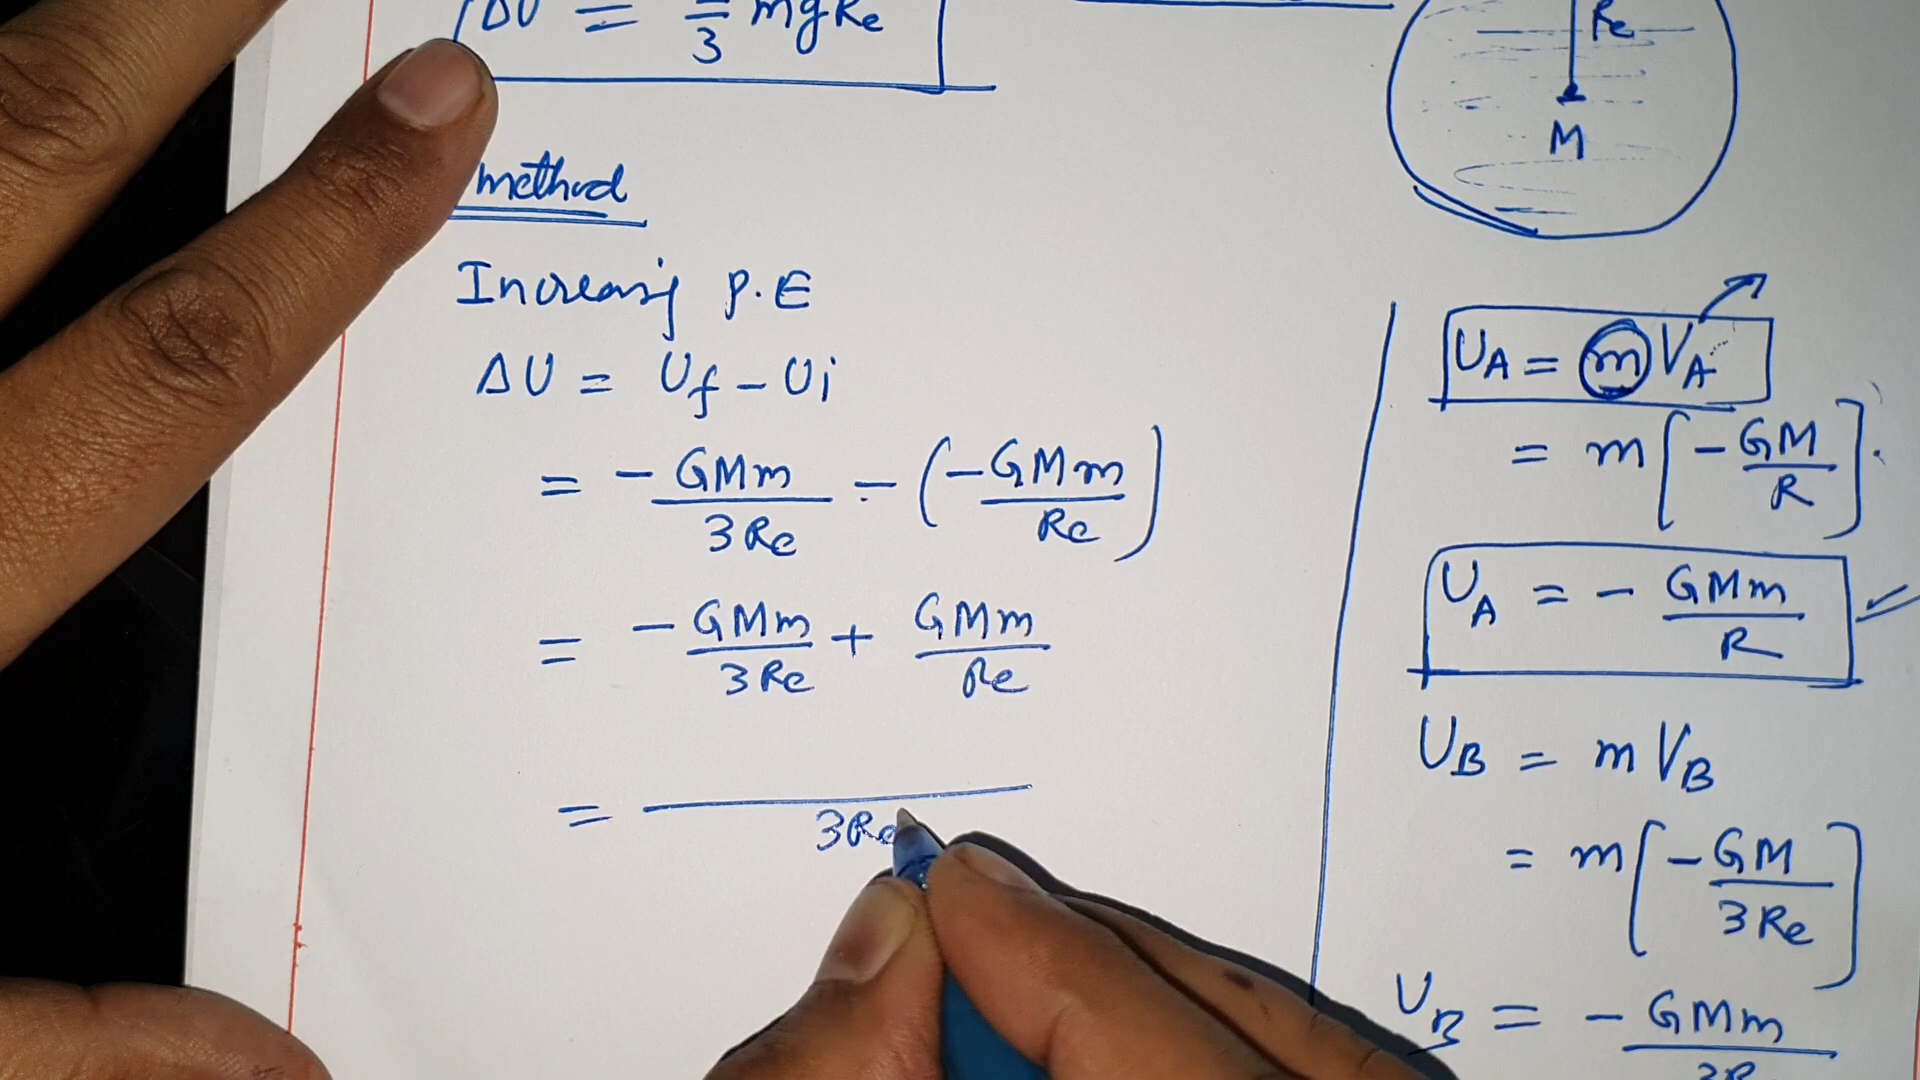 ΔU = /3 mgRe
method
Increasing P.E
ΔU = Uf - Ui
= - GMm/3Re - (-GMm/Re)
= - GMm/3Re + GMm/Re
= /3Re
Re
M
UA = m VA
= m[-GM/R].
UA = - GMm/R
UB = m VB
= m[-GM/3Re]
UB = - GMm/3R